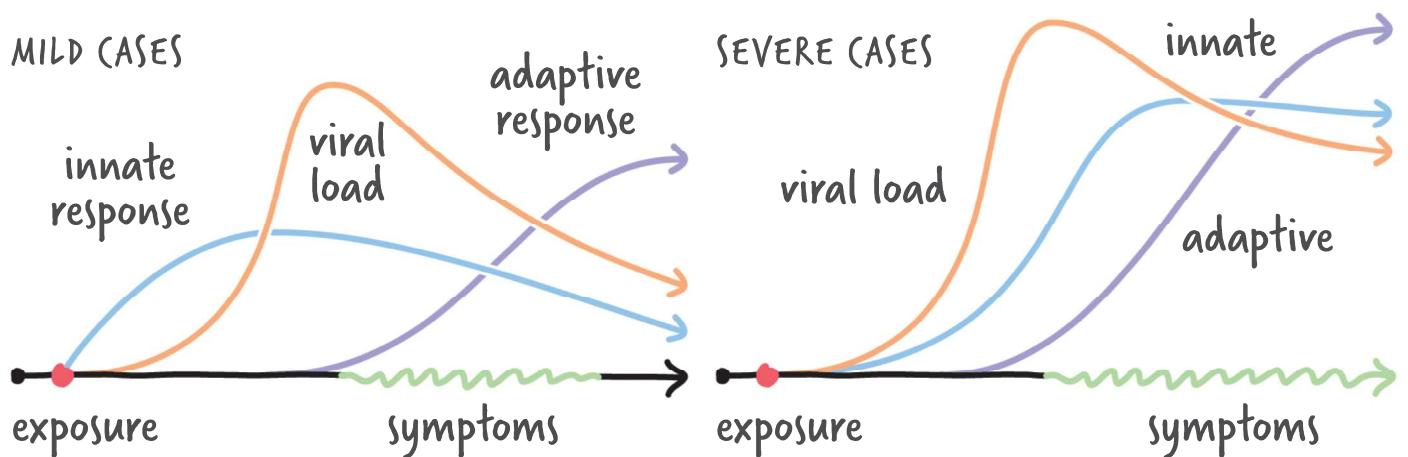 MILD CASES
innate
response
viral
load
adaptive
response
exposure
symptoms
SEVERE CASES
innate
viral load
adaptive
exposure
symptoms